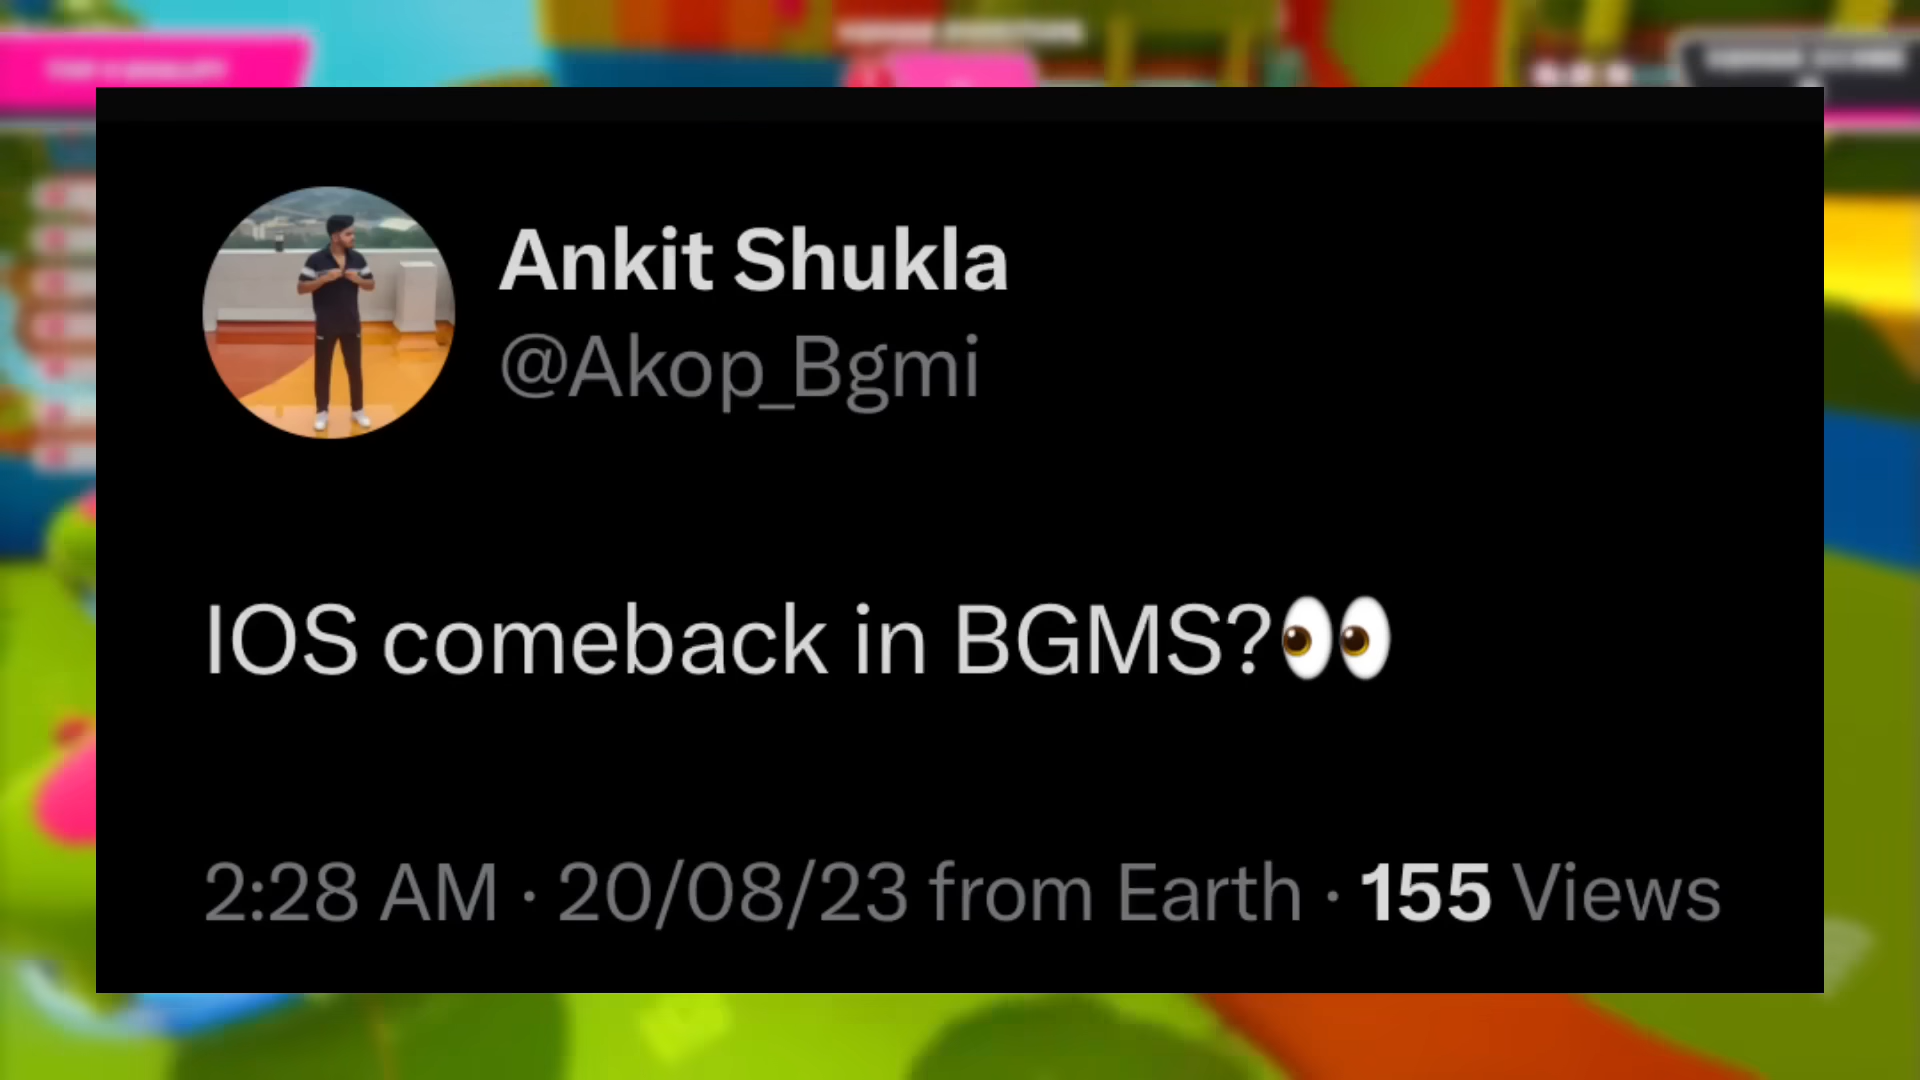 Ankit Shukla
@Akop_Bgmi
IOS comeback in BGMS?👀
2:28 AM · 20/08/23 from Earth · 155 Views